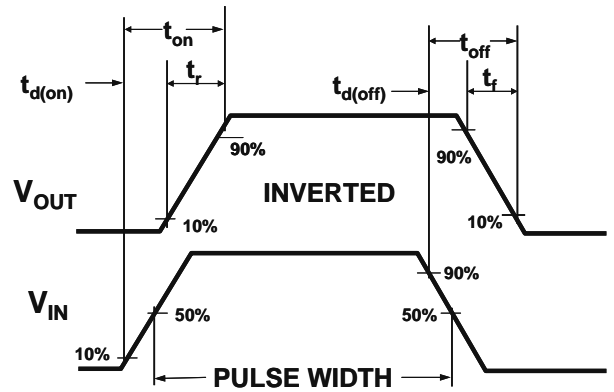 t_on
t_off
t_d(on)
t_r
t_d(off)
t_f
90%
90%
V_OUT
INVERTED
10%
10%
90%
V_IN
50%
50%
10%
PULSE WIDTH